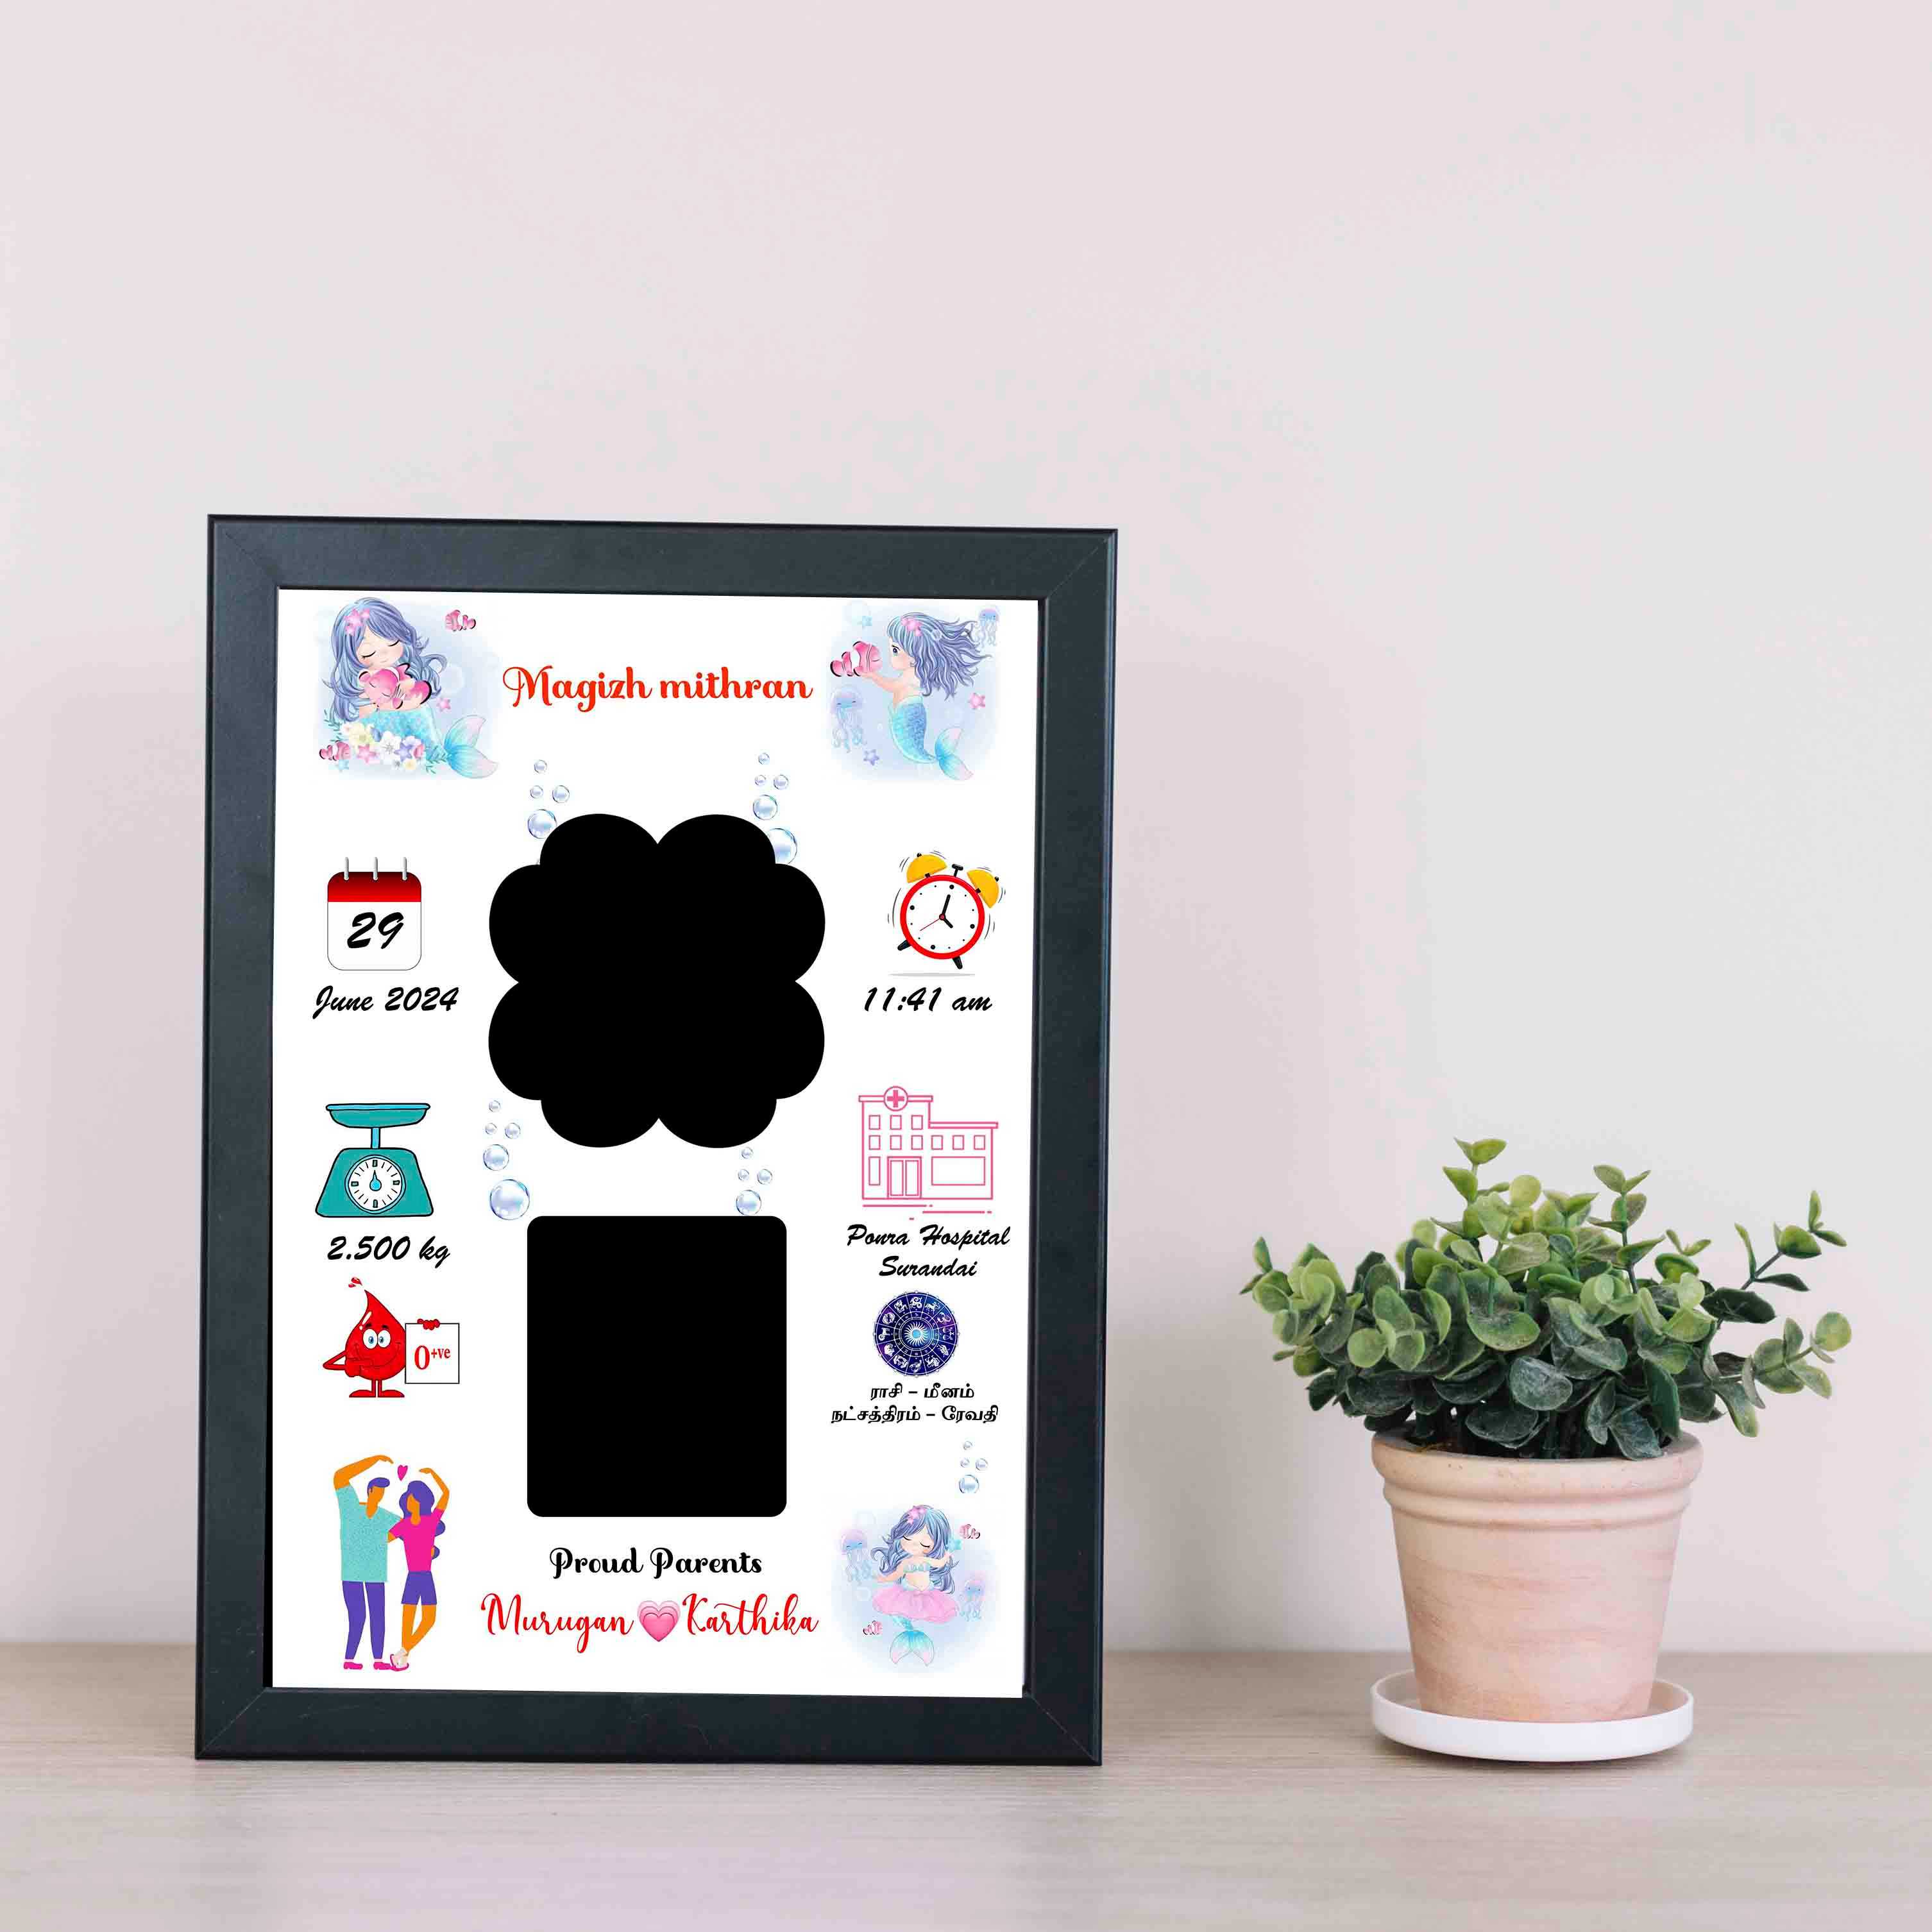 Magizh mithran
29
June 2024
11:41 am
2.500 kg
Ponra Hospital
Surandai
O+ve
ராசி - மீனம்
நட்சத்திரம் - ரேவதி
Proud Parents
Murugan 💗 Karthika